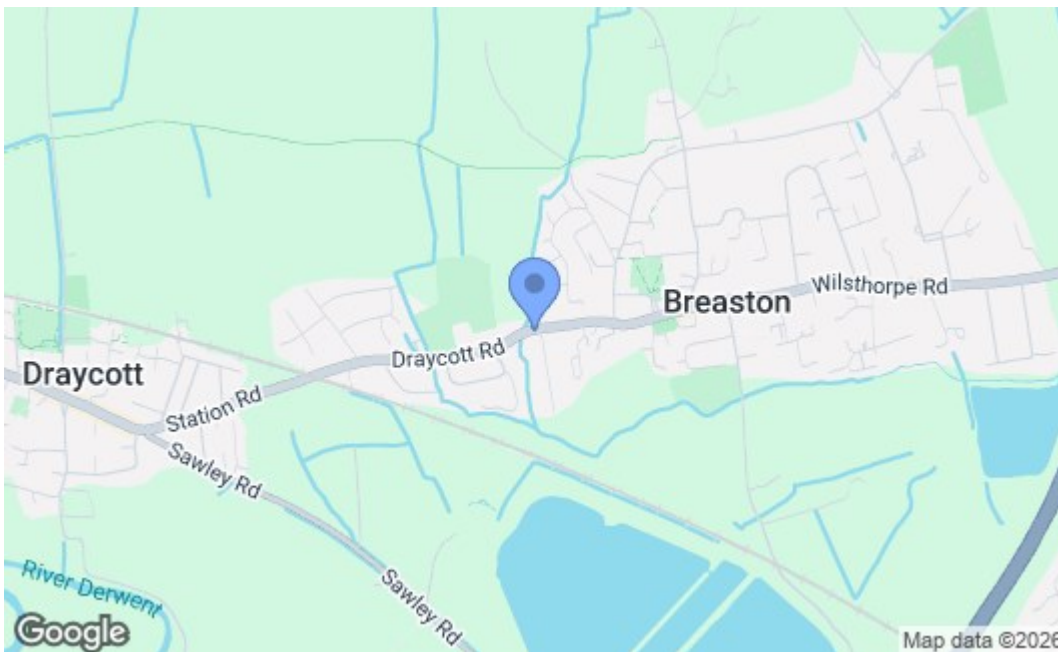 Wilsthorpe Rd
Breaston
Draycott Rd
Draycott
Station Rd
Sawley Rd
River Derwent
Sawley Rd
Google
Map data ©2026